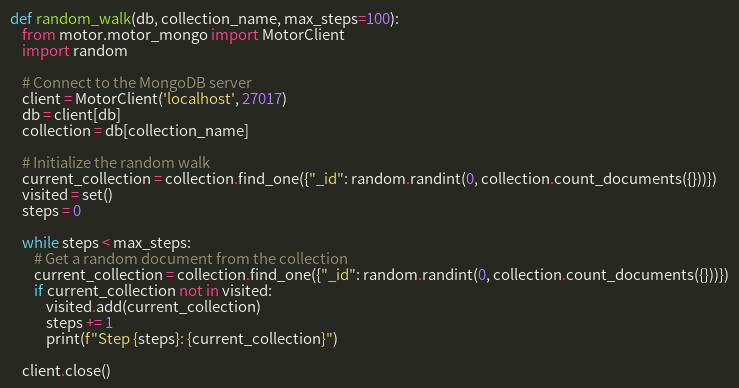 def random_walk(db, collection_name, max_steps=100):
    from motor.motor_mongo import MotorClient
    import random

    # Connect to the MongoDB server
    client = MotorClient('localhost', 27017)
    db = client[db]
    collection = db[collection_name]

    # Initialize the random walk
    current_collection = collection.find_one({"_id": random.randint(0, collection.count_documents({}))})
    visited = set()
    steps = 0

    while steps < max_steps:
        # Get a random document from the collection
        current_collection = collection.find_one({"_id": random.randint(0, collection.count_documents({}))})
        if current_collection not in visited:
            visited.add(current_collection)
            steps += 1
            print(f"Step {steps}: {current_collection}")

    client.close()